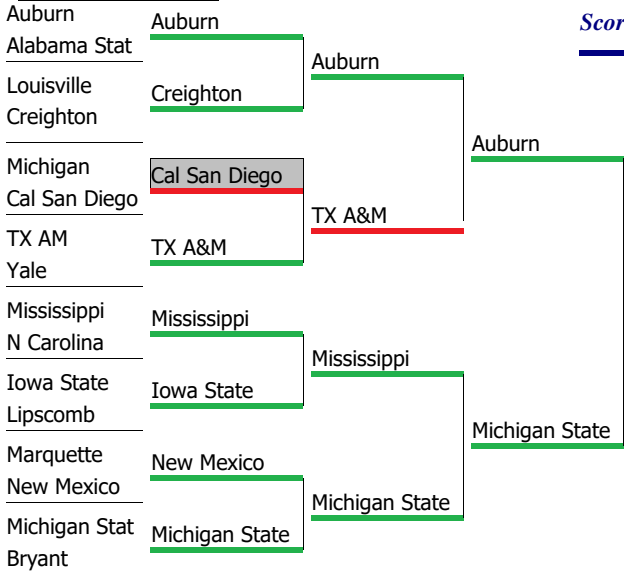 Auburn
Alabama Stat
Louisville
Creighton
Michigan
Cal San Diego
TX AM
Yale
Mississippi
N Carolina
Iowa State
Lipscomb
Marquette
New Mexico
Michigan Stat
Bryant
Auburn
Creighton
Cal San Diego
TX A&M
Mississippi
Iowa State
New Mexico
Michigan State
Auburn
TX A&M
Mississippi
Michigan State
Auburn
Michigan State
Scor